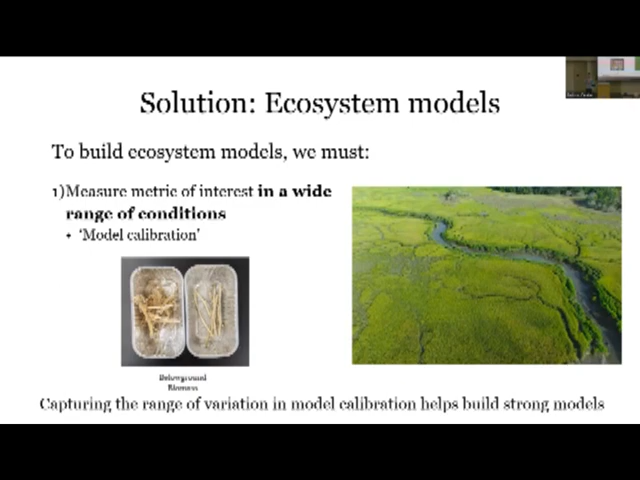 Solution: Ecosystem models
To build ecosystem models, we must:
1)Measure metric of interest in a wide
range of conditions
• 'Model calibration'
Belowground
Biomass
Capturing the range of variation in model calibration helps build strong models